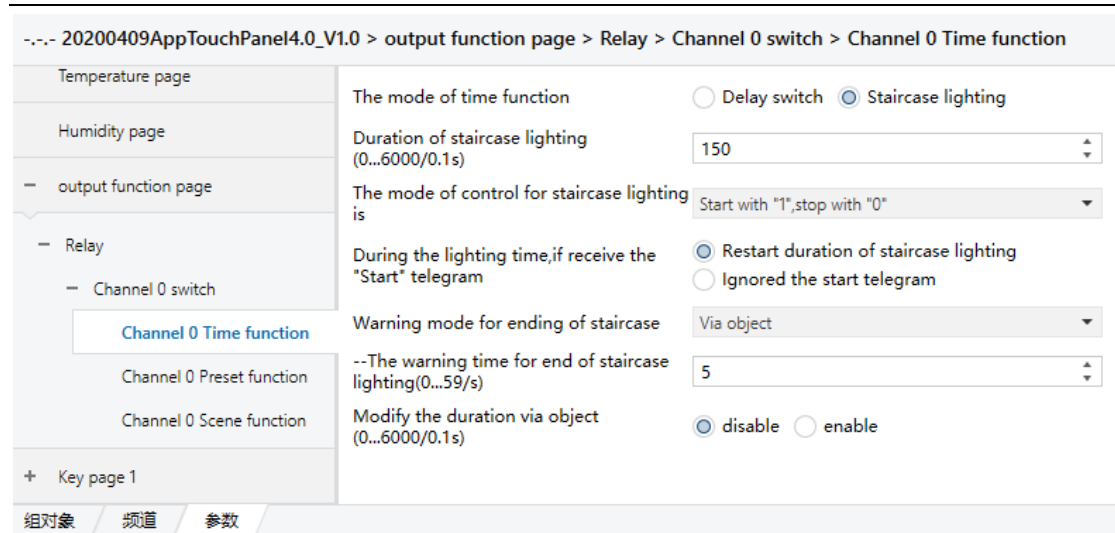 -.-.- 20200409AppTouchPanel4.0_V1.0 > output function page > Relay > Channel 0 switch > Channel 0 Time function
Temperature page
Humidity page
− output function page
− Relay
− Channel 0 switch
Channel 0 Time function
Channel 0 Preset function
Channel 0 Scene function
+ Key page 1
The mode of time function
Delay switch Staircase lighting
Duration of staircase lighting
(0...6000/0.1s)
150
The mode of control for staircase lighting
is
Start with "1",stop with "0"
During the lighting time,if receive the
"Start" telegram
Restart duration of staircase lighting
Ignored the start telegram
Warning mode for ending of staircase
Via object
--The warning time for end of staircase
lighting(0...59/s)
5
Modify the duration via object
(0...6000/0.1s)
disable enable
组对象 频道 参数